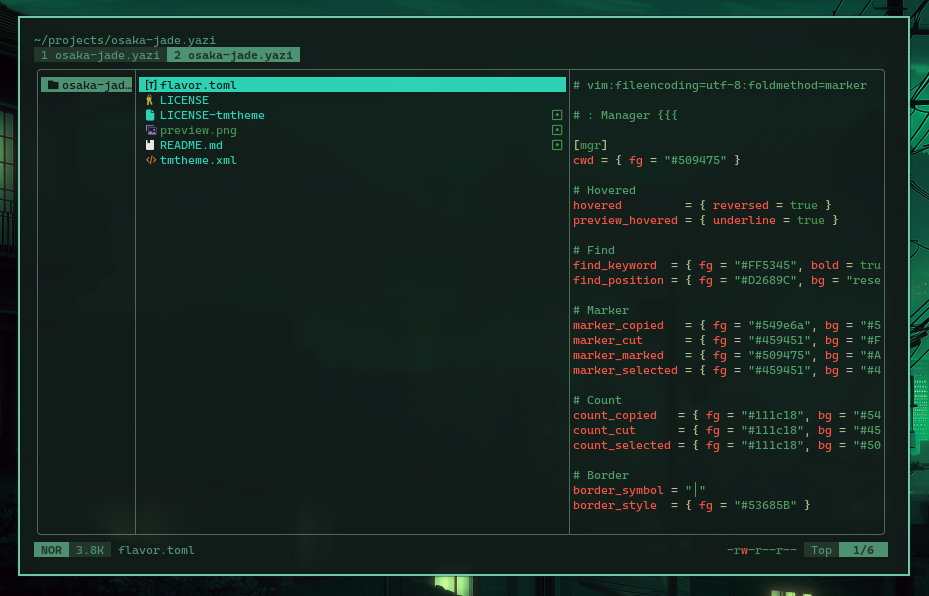 ~/projects/osaka-jade.yazi
1 osaka-jade.yazi 2 osaka-jade.yazi
osaka-jad…
[T] flavor.toml
LICENSE
LICENSE-tmtheme
preview.png
README.md
</> tmtheme.xml
# vim:fileencoding=utf-8:foldmethod=marker
# : Manager {{{
[mgr]
cwd = { fg = "#509475" }
# Hovered
hovered         = { reversed = true }
preview_hovered = { underline = true }
# Find
find_keyword  = { fg = "#FF5345", bold = tru
find_position = { fg = "#D2689C", bg = "rese
# Marker
marker_copied   = { fg = "#549e6a", bg = "#5
marker_cut      = { fg = "#459451", bg = "#F
marker_marked   = { fg = "#509475", bg = "#A
marker_selected = { fg = "#459451", bg = "#4
# Count
count_copied   = { fg = "#111c18", bg = "#54
count_cut      = { fg = "#111c18", bg = "#45
count_selected = { fg = "#111c18", bg = "#50
# Border
border_symbol = "│"
border_style  = { fg = "#53685B" }
NOR 3.8K flavor.toml -rw-r--r-- Top 1/6